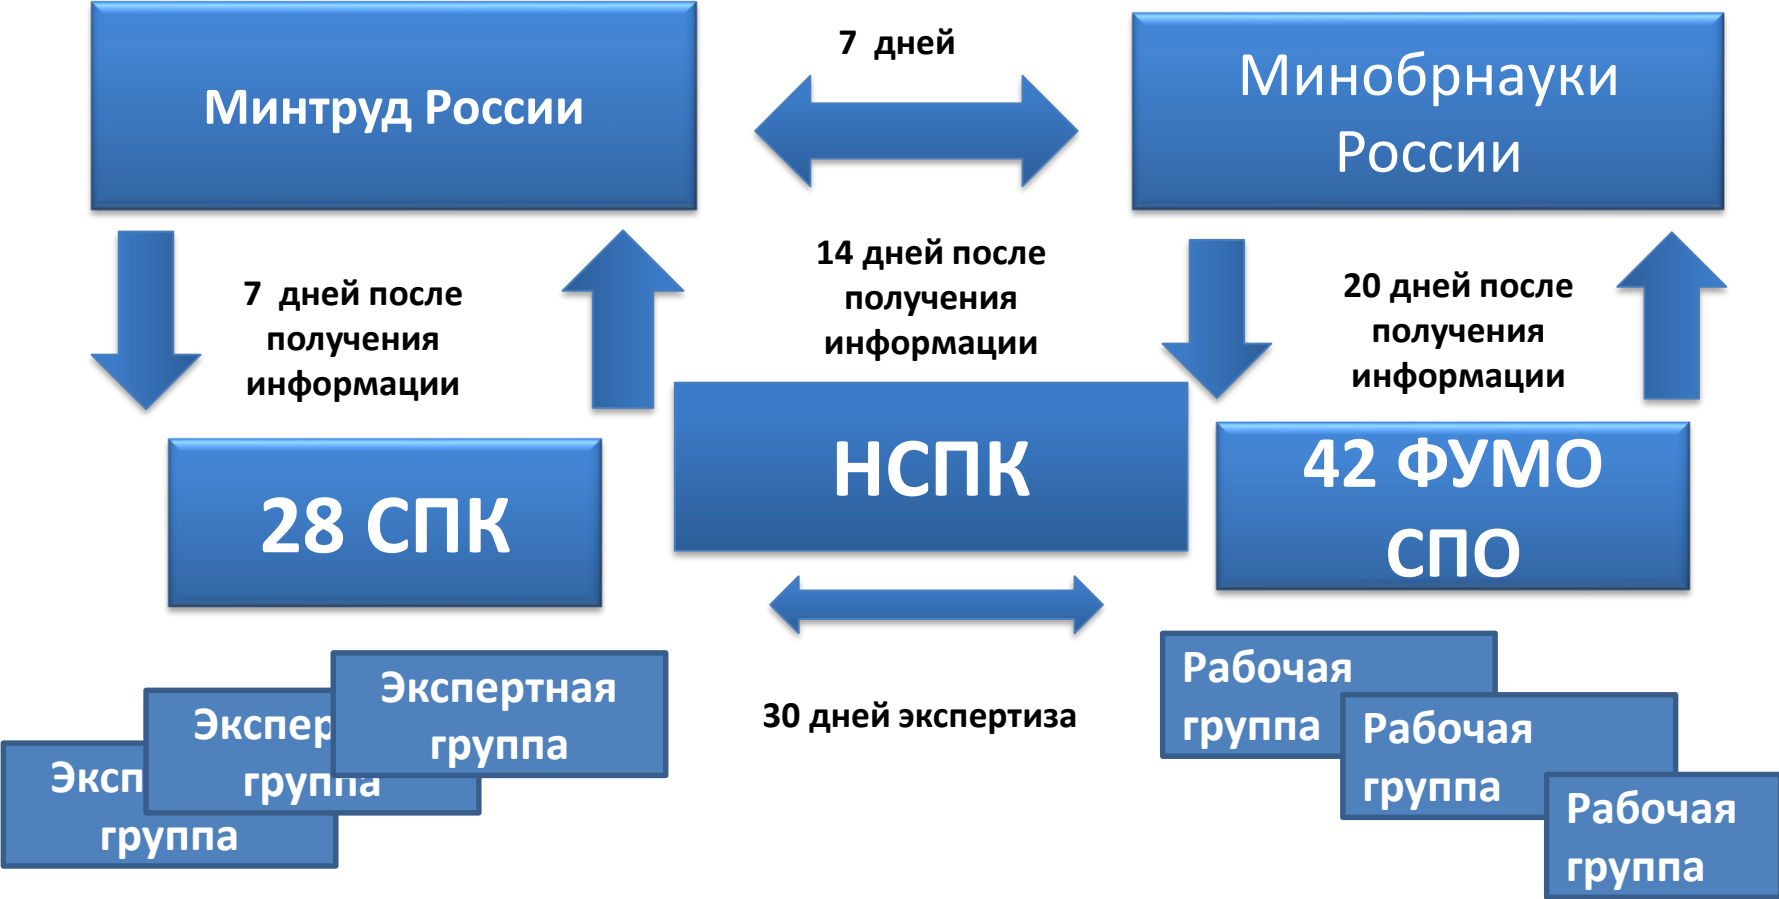 Минтруд России
7 дней
Минобрнауки
России
7 дней после
получения
информации
14 дней после
получения
информации
20 дней после
получения
информации
28 СПК
НСПК
42 ФУМО
СПО
30 дней экспертиза
Экспертная
группа
группа
группа
Рабочая
группа
Рабочая
группа
Рабочая
группа